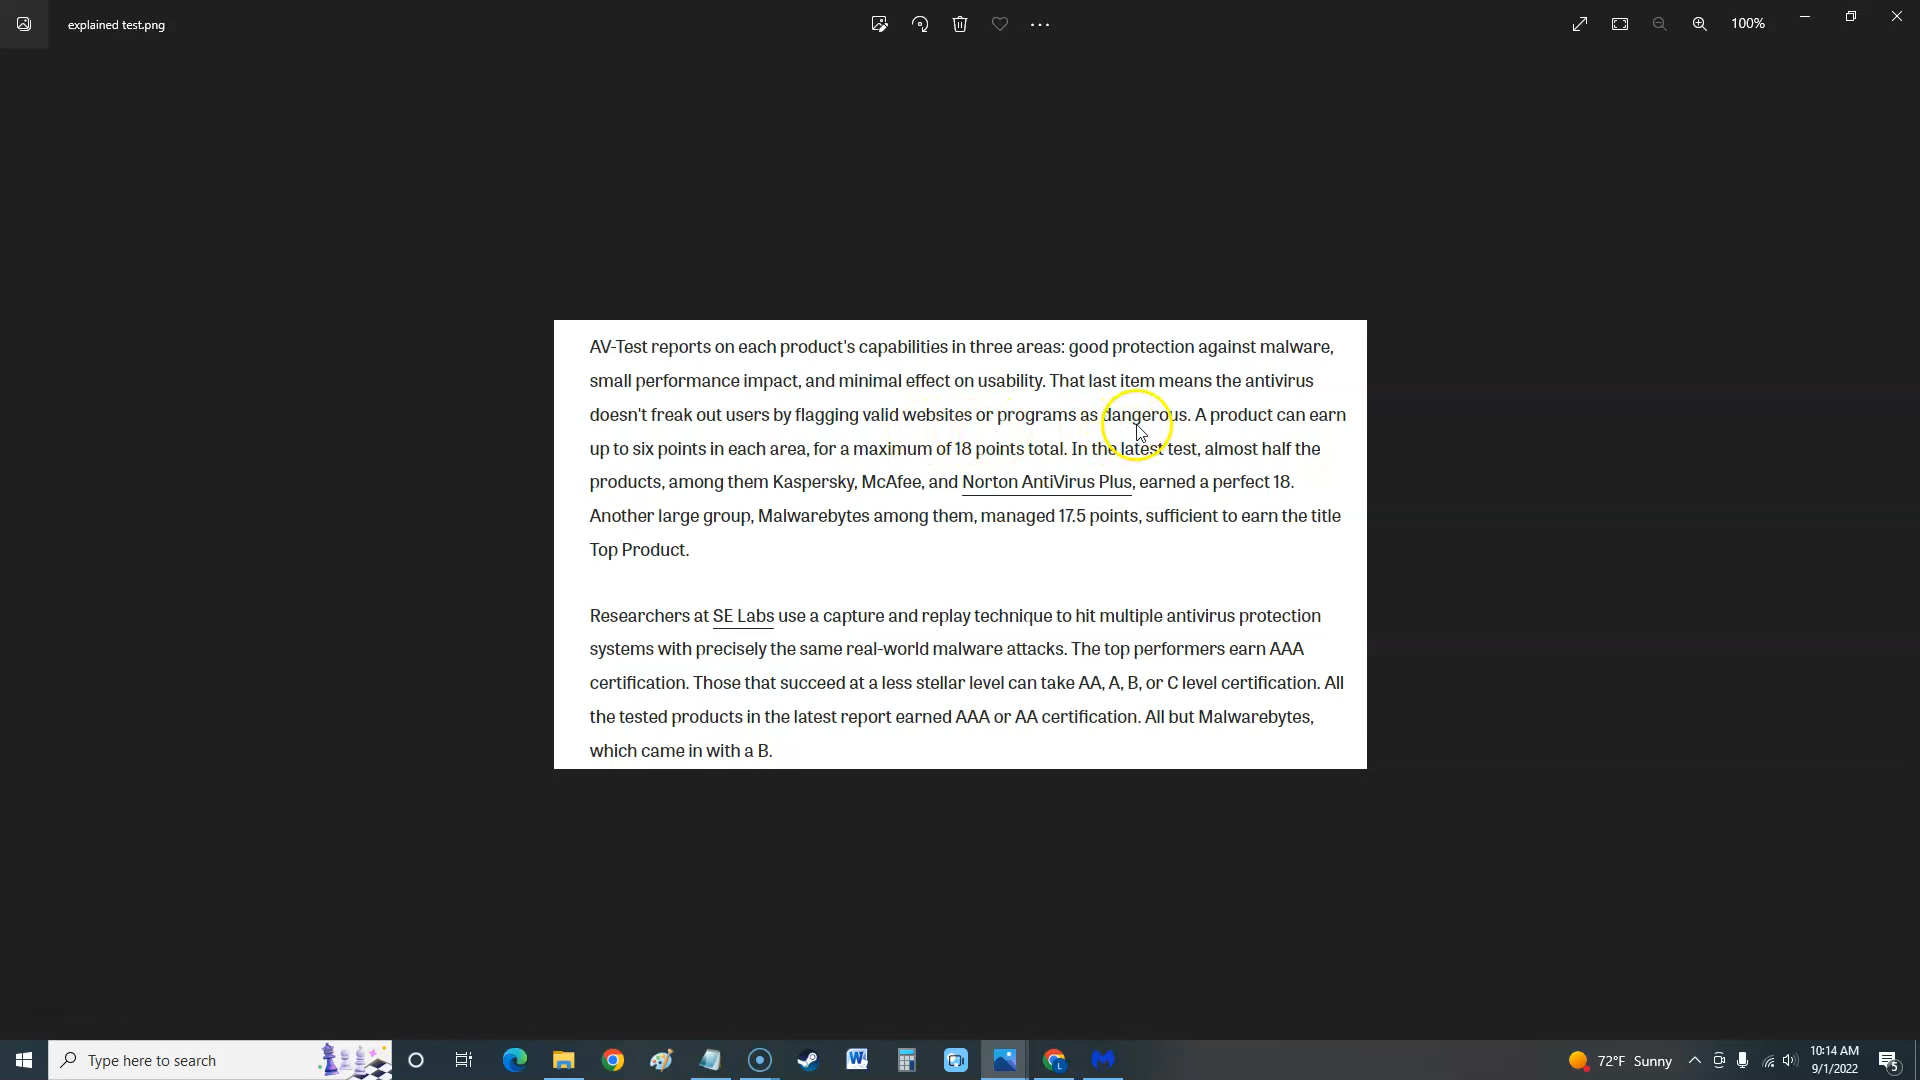 explained test.png
100%
AV-Test reports on each product's capabilities in three areas: good protection against malware,
small performance impact, and minimal effect on usability. That last item means the antivirus
doesn't freak out users by flagging valid websites or programs as dangerous. A product can earn
up to six points in each area, for a maximum of 18 points total. In the latest test, almost half the
products, among them Kaspersky, McAfee, and Norton AntiVirus Plus, earned a perfect 18.
Another large group, Malwarebytes among them, managed 17.5 points, sufficient to earn the title
Top Product.
Researchers at SE Labs use a capture and replay technique to hit multiple antivirus protection
systems with precisely the same real-world malware attacks. The top performers earn AAA
certification. Those that succeed at a less stellar level can take AA, A, B, or C level certification. All
the tested products in the latest report earned AAA or AA certification. All but Malwarebytes,
which came in with a B.
Type here to search
W
L
72°F Sunny
10:14 AM
9/1/2022
5